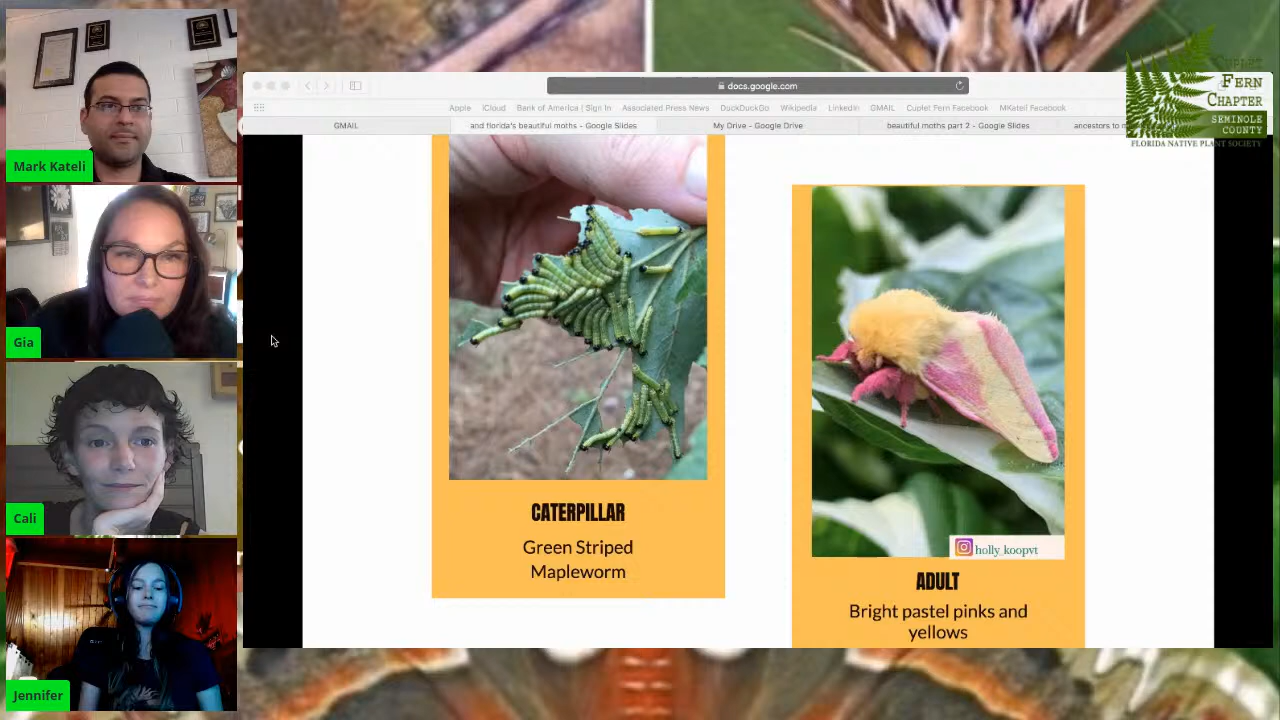 Mark Kateli
Gia
Cali
Jennifer
docs.google.com
Apple iCloud Bank of America | Sign In Associated Press News DuckDuckGo Wikipedia LinkedIn GMAIL Cuplet Fern Facebook MKateli Facebook
GMAIL and florida's beautiful moths - Google Slides My Drive - Google Drive beautiful moths part 2 - Google Slides ancestors to
CUPLET
FERN
CHAPTER
SEMINOLE
COUNTY
FLORIDA NATIVE PLANT SOCIETY
CATERPILLAR
Green Striped
Mapleworm
holly_koopvt
ADULT
Bright pastel pinks and
yellows